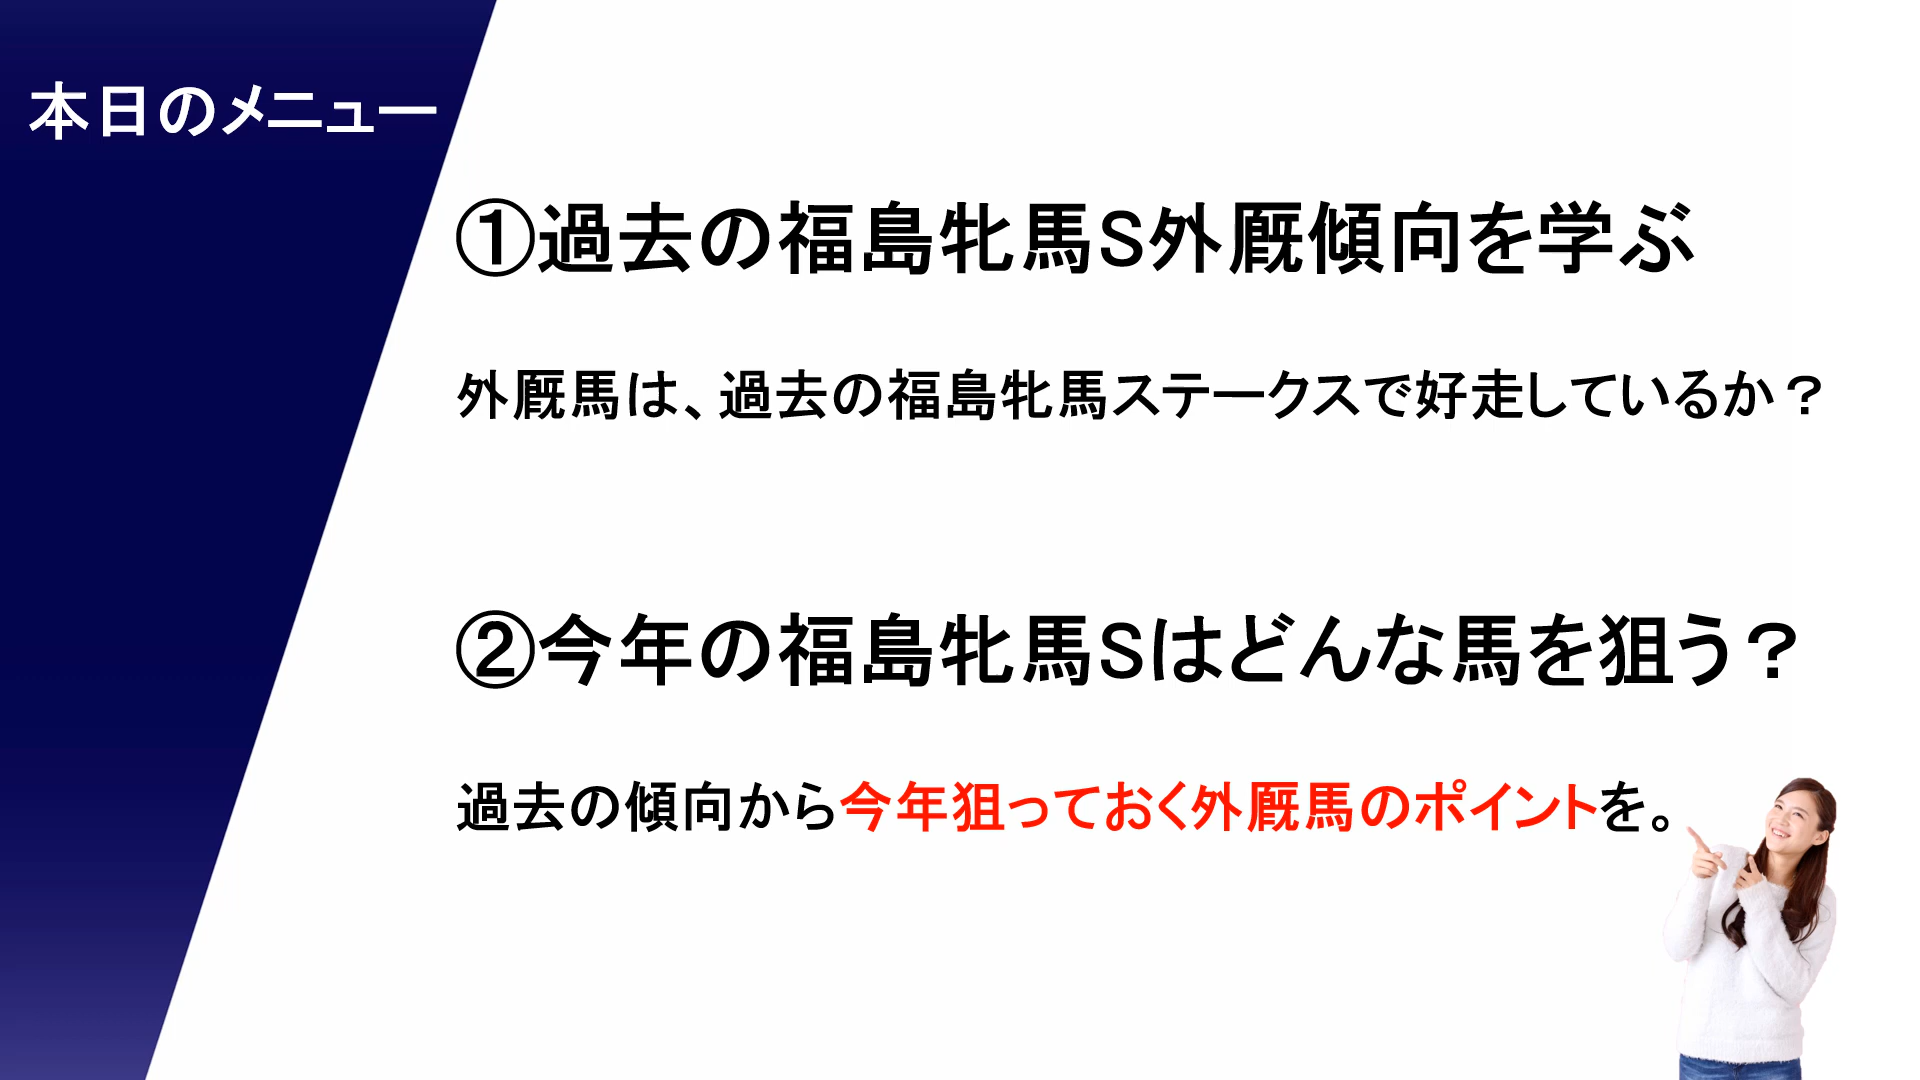 本日のメニュー
①過去の福島牝馬S外厩傾向を学ぶ
外厩馬は、過去の福島牝馬ステークスで好走しているか？
②今年の福島牝馬Sはどんな馬を狙う？
過去の傾向から今年狙っておく外厩馬のポイントを。